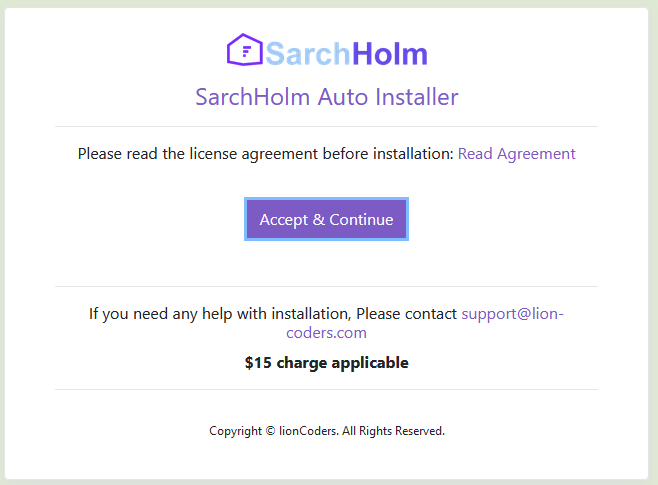 SarchHolm
SarchHolm Auto Installer
Please read the license agreement before installation: Read Agreement
Accept & Continue
If you need any help with installation, Please contact support@lion-
coders.com
$15 charge applicable
Copyright © lionCoders. All Rights Reserved.